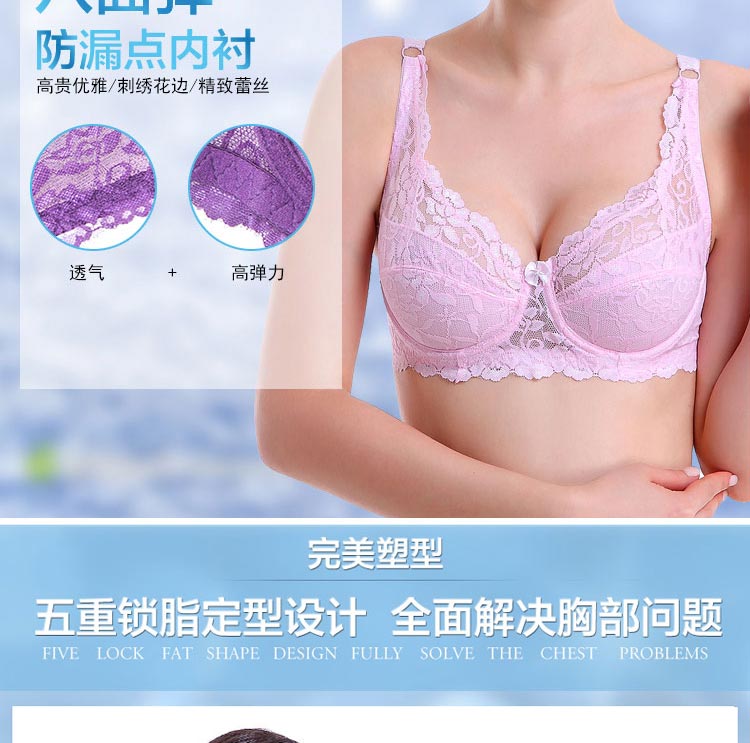 防漏点内衬
高贵优雅/刺绣花边/精致蕾丝
透气 + 高弹力
完美塑型
五重锁脂定型设计 全面解决胸部问题
FIVE LOCK FAT SHAPE DESIGN FULLY SOLVE THE CHEST PROBLEMS